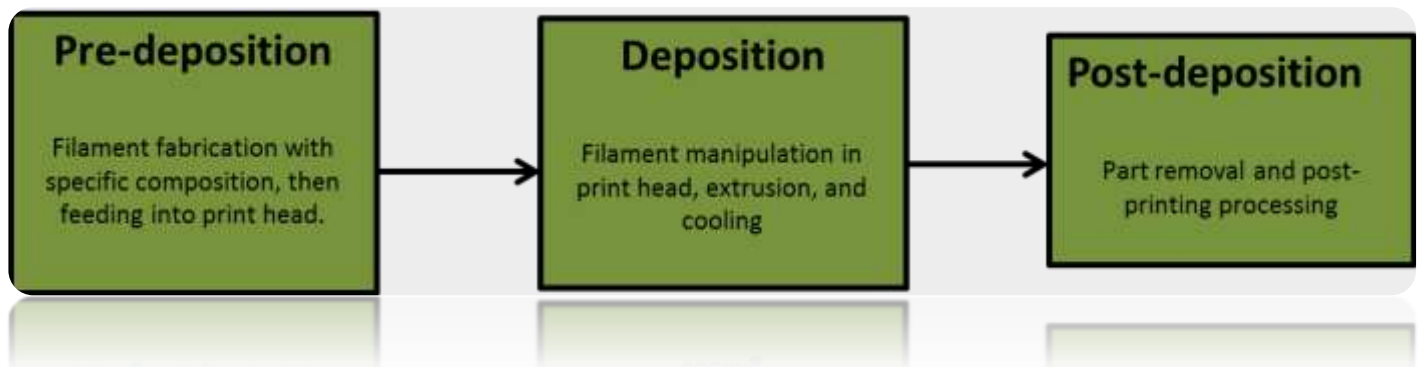 Pre-deposition
Filament fabrication with
specific composition, then
feeding into print head.
Deposition
Filament manipulation in
print head, extrusion, and
cooling
Post-deposition
Part removal and post-
printing processing